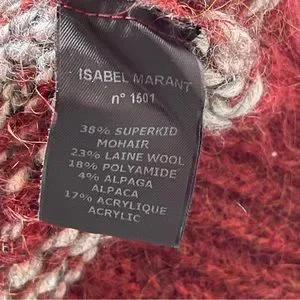 ISABEL MARANT
n° 1501
38% SUPERKID
MOHAIR
23% LAINE WOOL
18% POLYAMIDE
4% ALPAGA
ALPACA
17% ACRYLIQUE
ACRYLIC